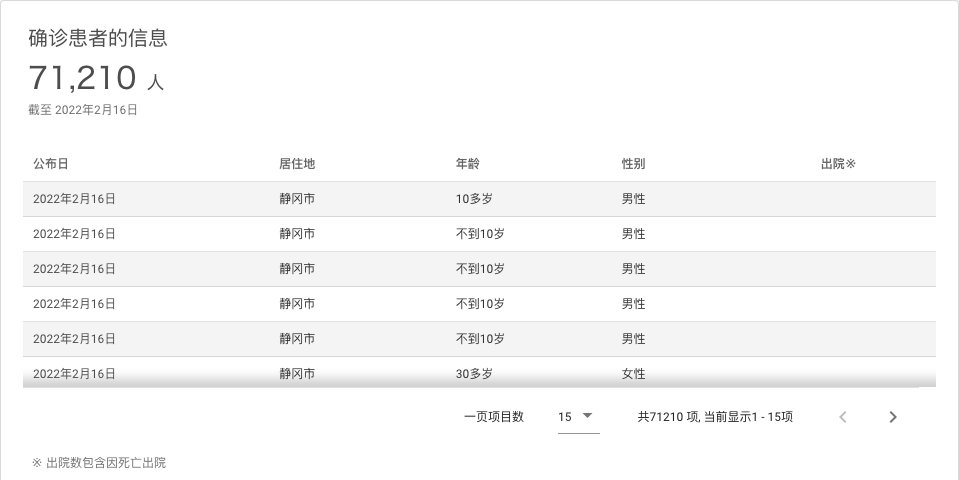 确诊患者的信息
71,210 人
截至 2022年2月16日
公布日 居住地 年龄 性别 出院※
2022年2月16日 静冈市 10多岁 男性
2022年2月16日 静冈市 不到10岁 男性
2022年2月16日 静冈市 不到10岁 男性
2022年2月16日 静冈市 不到10岁 男性
2022年2月16日 静冈市 不到10岁 男性
2022年2月16日 静冈市 30多岁 女性
一页项目数 15 共71210 项, 当前显示1 - 15项
※ 出院数包含因死亡出院